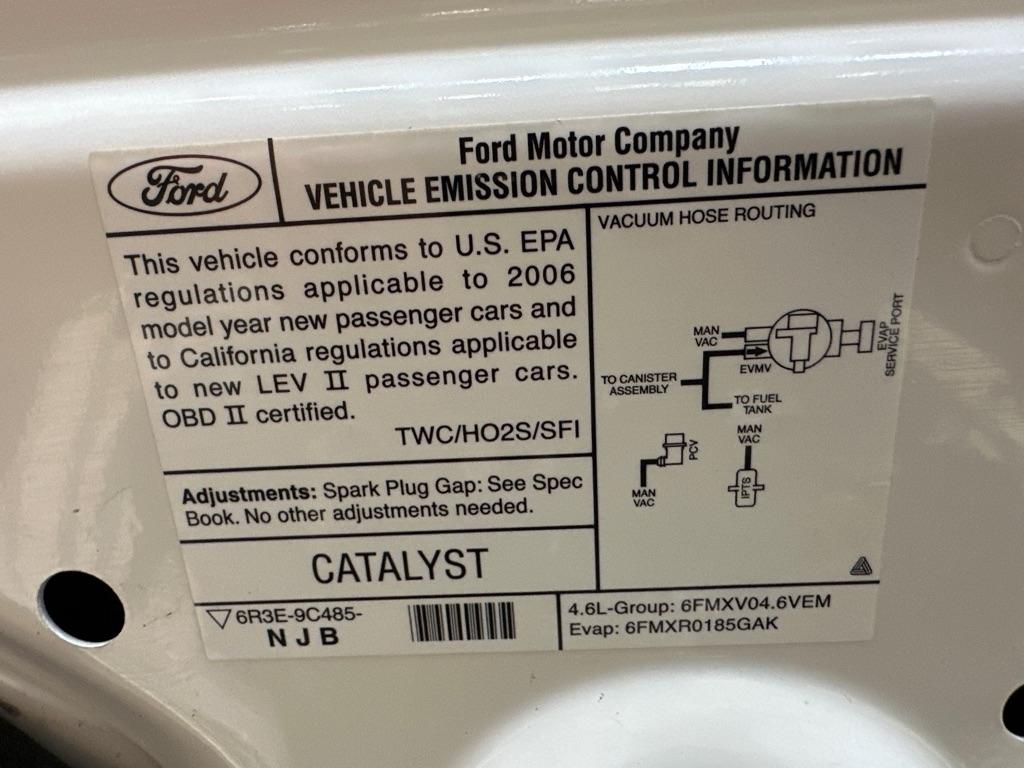 Ford
Ford Motor Company
VEHICLE EMISSION CONTROL INFORMATION
This vehicle conforms to U.S. EPA
regulations applicable to 2006
model year new passenger cars and
to California regulations applicable
to new LEV II passenger cars.
OBD II certified.
TWC/HO2S/SFI
Adjustments: Spark Plug Gap: See Spec
Book. No other adjustments needed.
CATALYST
6R3E-9C485-
N J B
VACUUM HOSE ROUTING
MAN
VAC
EVMV
EVAP
SERVICE PORT
TO CANISTER
ASSEMBLY
TO FUEL
TANK
PCV
MAN
VAC
MAN
VAC
IPTS
4.6L-Group: 6FMXV04.6VEM
Evap: 6FMXR0185GAK